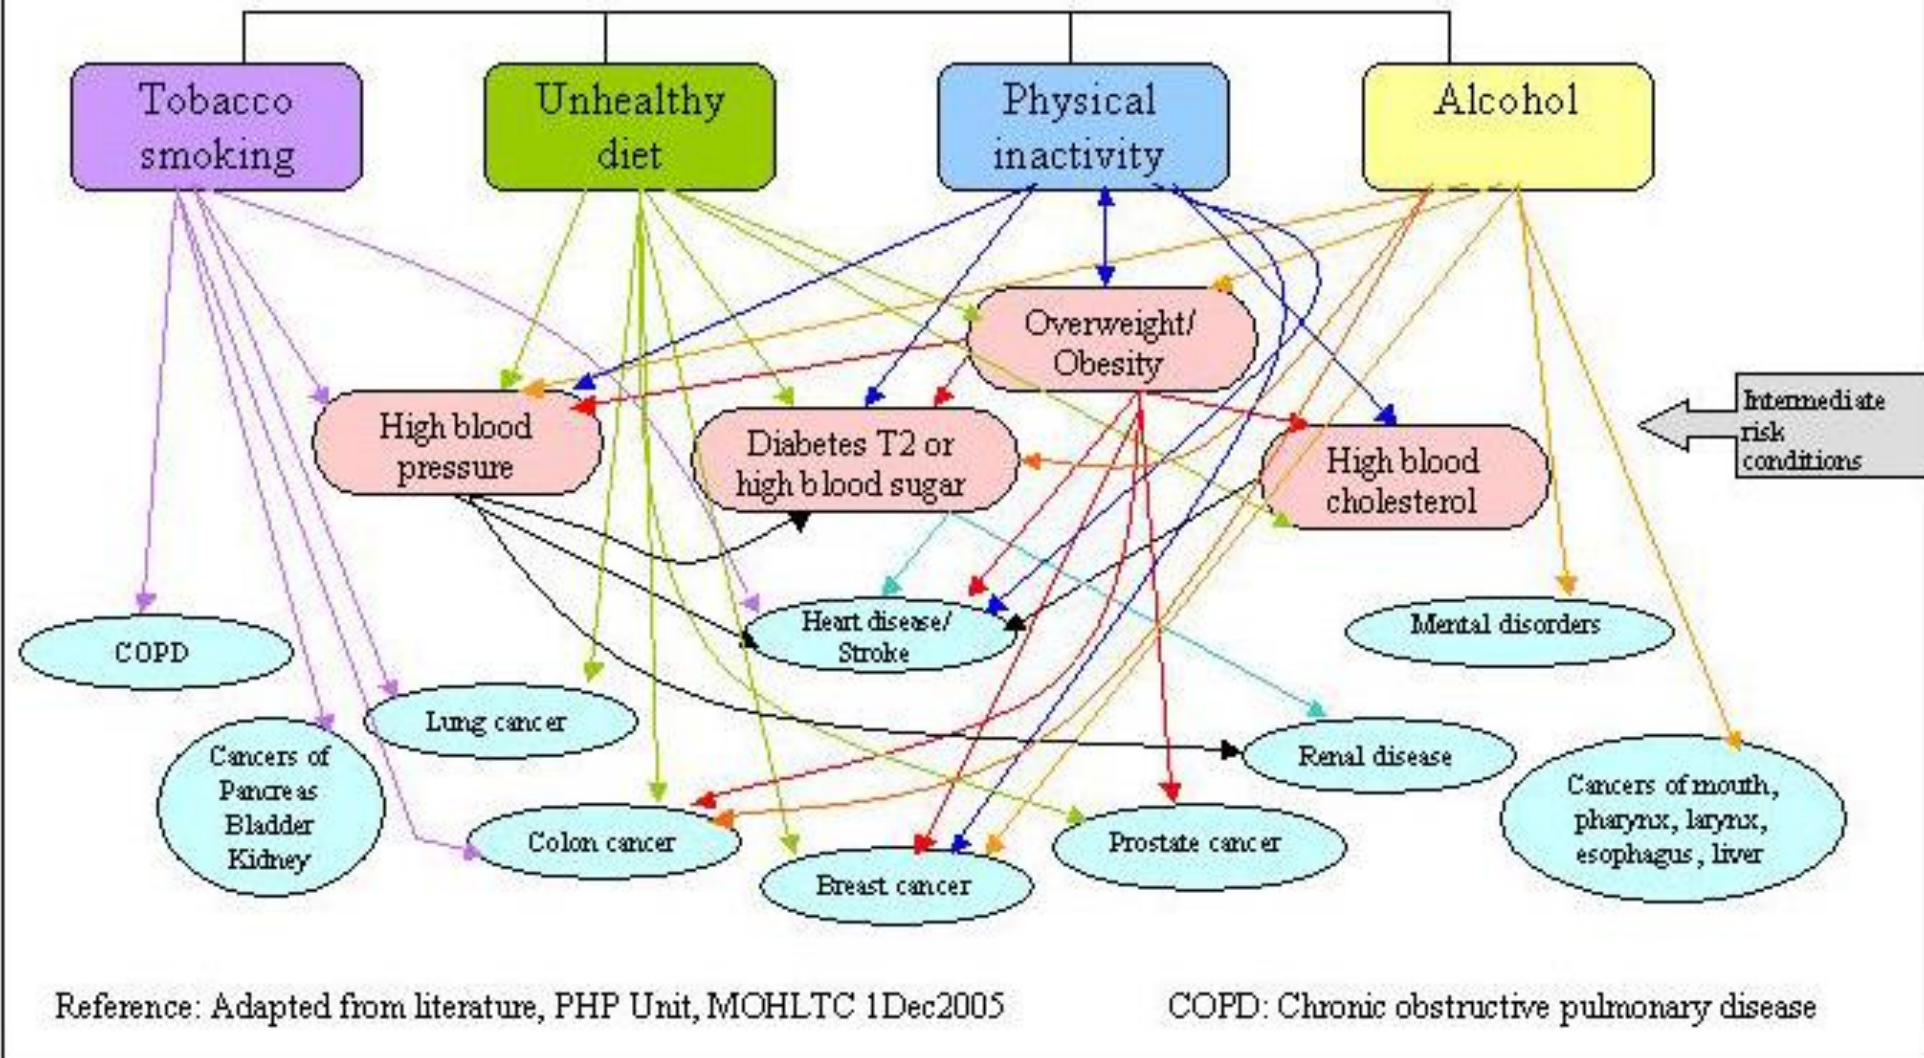 Tobacco
smoking
Unhealthy
diet
Physical
inactivity
Alcohol
Overweight/
Obesity
Intermediate
risk
conditions
High blood
pressure
Diabetes T2 or
high blood sugar
High blood
cholesterol
COPD
Heart disease/
Stroke
Mental disorders
Lung cancer
Cancers of
Pancreas
Bladder
Kidney
Renal disease
Cancers of mouth,
pharynx, larynx,
esophagus, liver
Colon cancer
Breast cancer
Prostate cancer
Reference: Adapted from literature, PHP Unit, MOHLTC 1Dec2005
COPD: Chronic obstructive pulmonary disease